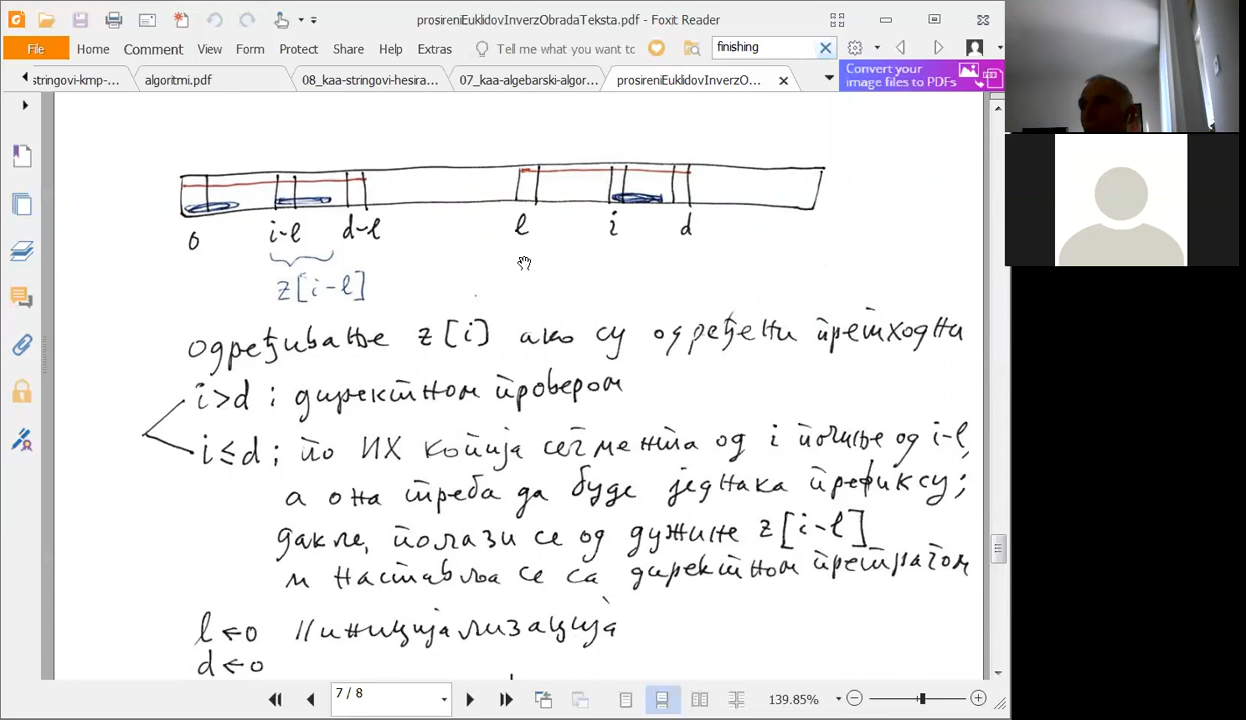 prosireniEuklidovInverzObradaTeksta.pdf - Foxit Reader
File Home Comment View Form Protect Share Help Extras Tell me what you want to finishing
stringovi-kmp-... algoritmi.pdf 08_kaa-stringovi-hesira... 07_kaa-algebarski-algor... prosireniEuklidovInverzObradaTe...
Convert your
image files to PDFs
0 i-l d-l l i d
z[i-l]
одређивање z[i] ако су одређени претходни
i>d : директном провером
i≤d ; по ИХ копија сегмента од i почиње од i-l,
а она треба да буде једнака префиксу;
дакле, полази се од дужине z[i-l]
и наставља се са директном претрагом
l←0 //иницијализација
d←0
7 / 8 139.85%